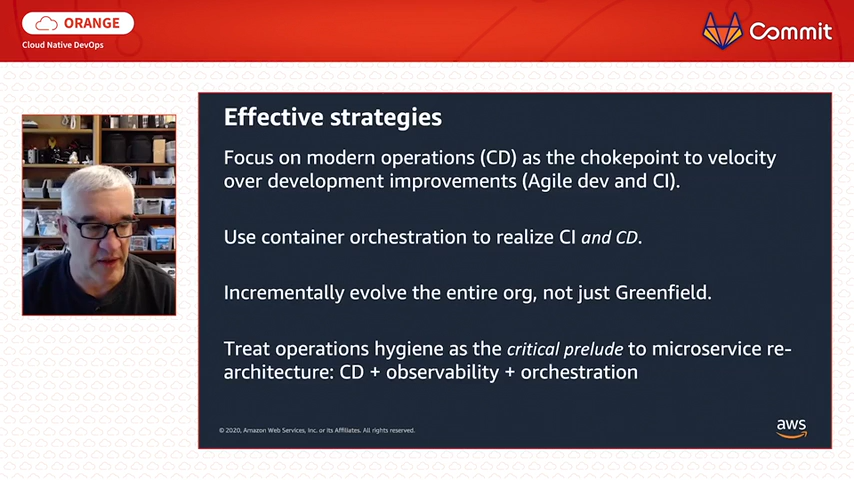 ORANGE
Cloud Native DevOps
Commit
Effective strategies
Focus on modern operations (CD) as the chokepoint to velocity
over development improvements (Agile dev and CI).
Use container orchestration to realize CI and CD.
Incrementally evolve the entire org, not just Greenfield.
Treat operations hygiene as the critical prelude to microservice re-
architecture: CD + observability + orchestration
© 2020, Amazon Web Services, Inc. or its Affiliates. All rights reserved.
aws